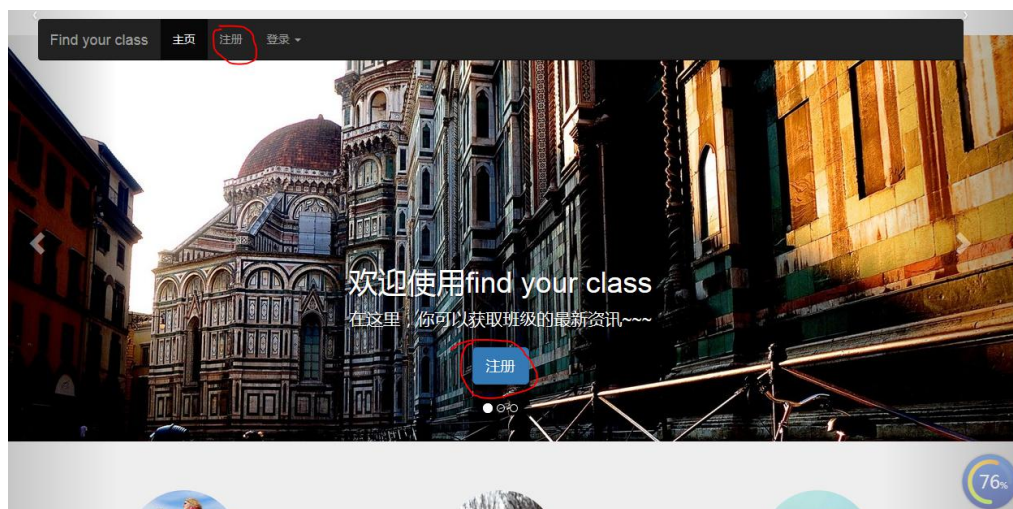 Find your class 主页 注册 登录
欢迎使用find your class
在这里，你可以获取班级的最新资讯~~~
注册
76%